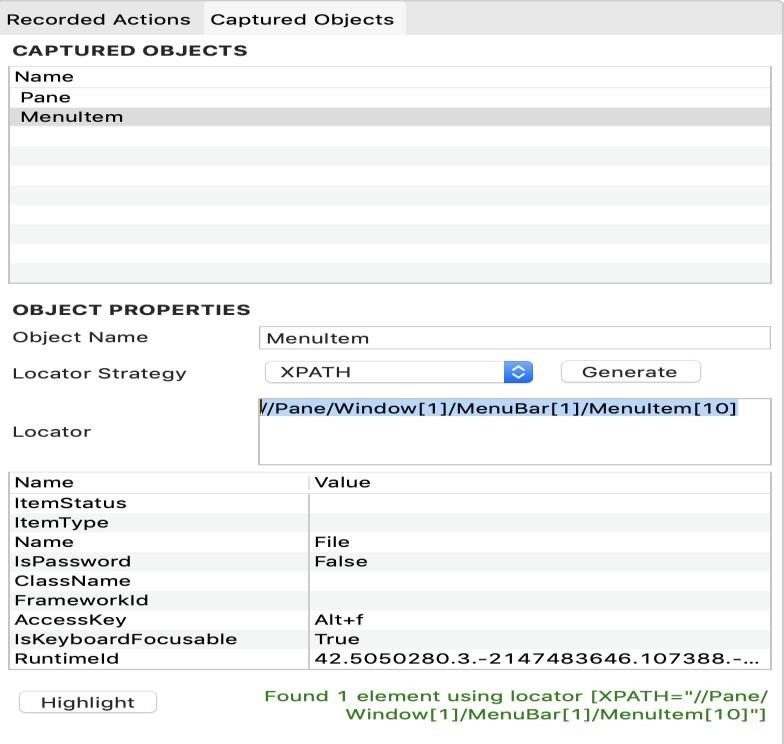 Recorded Actions Captured Objects
CAPTURED OBJECTS
Name
Pane
MenuItem
OBJECT PROPERTIES
Object Name MenuItem
Locator Strategy XPATH Generate
Locator //Pane/Window[1]/MenuBar[1]/MenuItem[10]
Name Value
ItemStatus
ItemType
Name File
IsPassword False
ClassName
FrameworkId
AccessKey Alt+f
IsKeyboardFocusable True
RuntimeId 42.5050280.3.-2147483646.107388.-...
Highlight Found 1 element using locator [XPATH="//Pane/
Window[1]/MenuBar[1]/MenuItem[10]"]